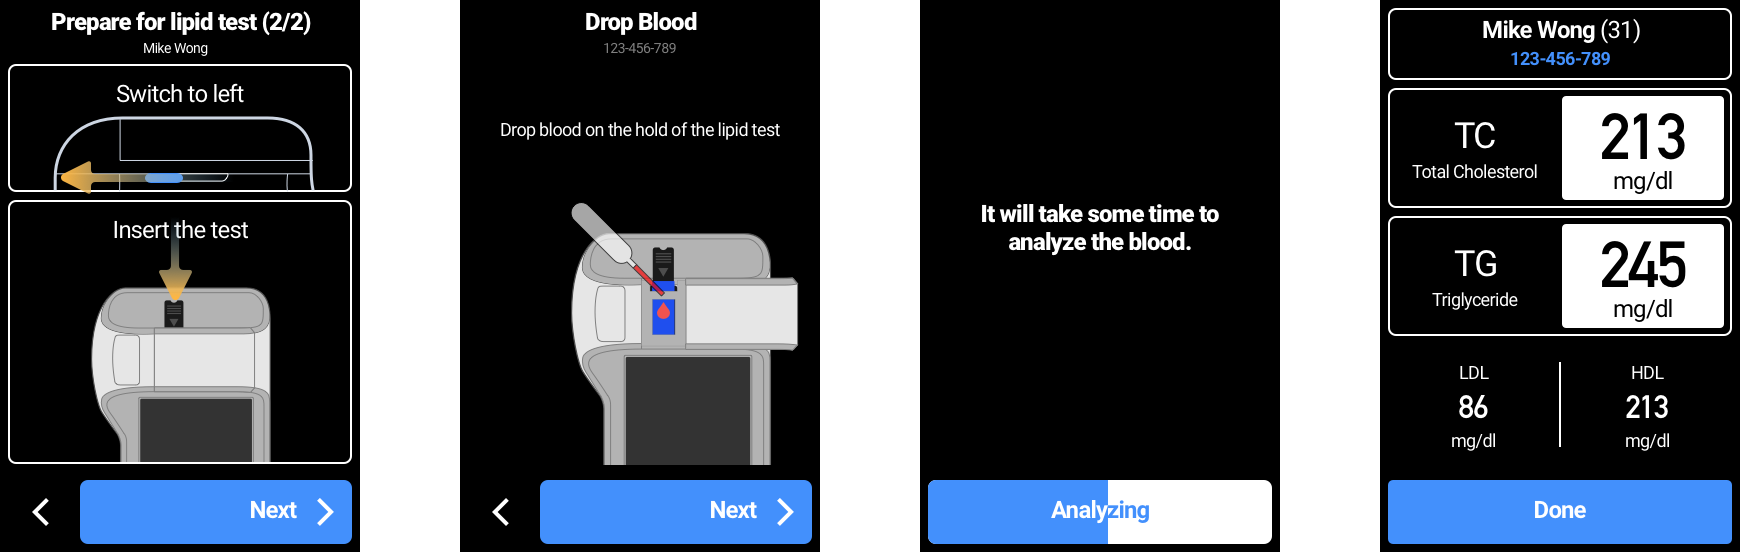 Prepare for lipid test (2/2)
Mike Wong
Switch to left
Insert the test
Next
Drop Blood
123-456-789
Drop blood on the hold of the lipid test
Next
It will take some time to
analyze the blood.
Analyzing
Mike Wong (31)
123-456-789
TC
Total Cholesterol
213
mg/dl
TG
Triglyceride
245
mg/dl
LDL
86
mg/dl
HDL
213
mg/dl
Done